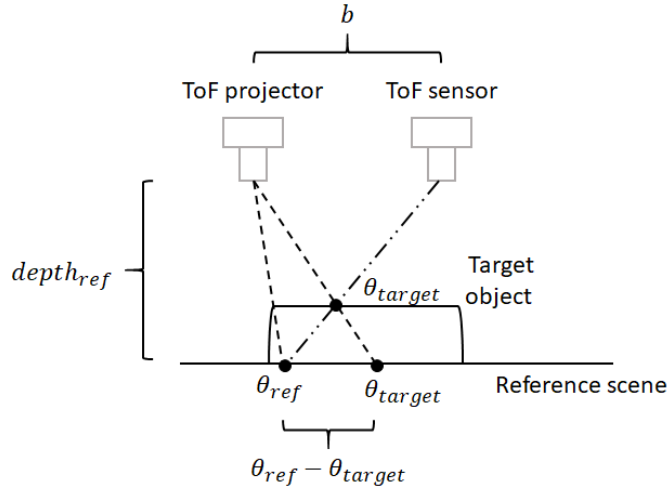 b
ToF projector
ToF sensor
depth_ref
θ_target
Target
object
θ_ref
θ_target
Reference scene
θ_ref − θ_target